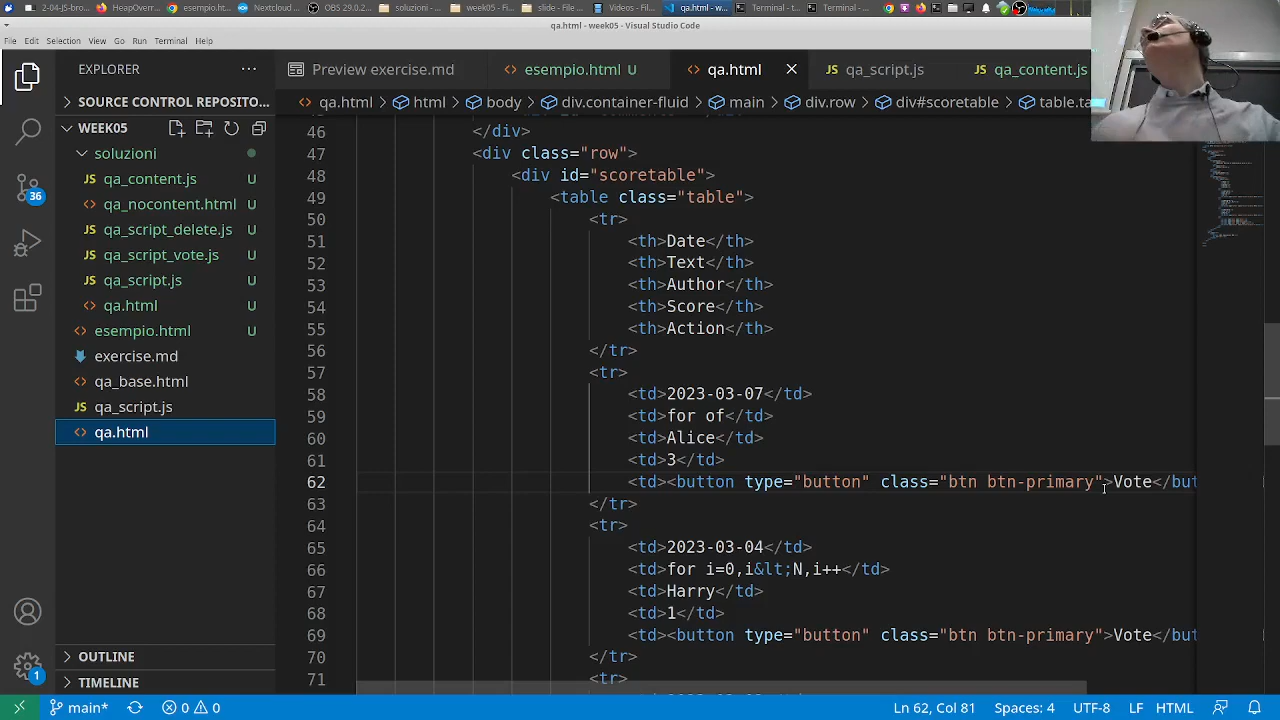 2-04-JS-brow
HeapOver
esempio.ht
NextJourne
OBS 29.0.2
soluzioni -
week05 - Fi
slide - File
Videos - Fil
qa.html - w
Terminal - t
Terminal -
qa.html - week05 - Visual Studio Code
File Edit Selection View Go Run Terminal Help
EXPLORER ...
Preview exercise.md
esempio.html U
qa.html
qa_script.js
qa_content.js
SOURCE CONTROL REPOSITO...
qa.html > html > body > div.container-fluid > main > div.row > div#scoretable > table.ta
WEEK05
soluzioni
qa_content.js U
qa_nocontent.html U
qa_script_delete.js U
qa_script_vote.js U
qa_script.js U
qa.html U
esempio.html U
exercise.md
qa_base.html
qa_script.js
qa.html
36
1
OUTLINE
TIMELINE
46 </div>
47 <div class="row">
48 <div id="scoretable">
49 <table class="table">
50 <tr>
51 <th>Date</th>
52 <th>Text</th>
53 <th>Author</th>
54 <th>Score</th>
55 <th>Action</th>
56 </tr>
57 <tr>
58 <td>2023-03-07</td>
59 <td>for of</td>
60 <td>Alice</td>
61 <td>3</td>
62 <td><button type="button" class="btn btn-primary">Vote</but
63 </tr>
64 <tr>
65 <td>2023-03-04</td>
66 <td>for i=0,i&lt;N,i++</td>
67 <td>Harry</td>
68 <td>1</td>
69 <td><button type="button" class="btn btn-primary">Vote</but
70 </tr>
71 <tr>
main* 0 0 Ln 62, Col 81 Spaces: 4 UTF-8 LF HTML